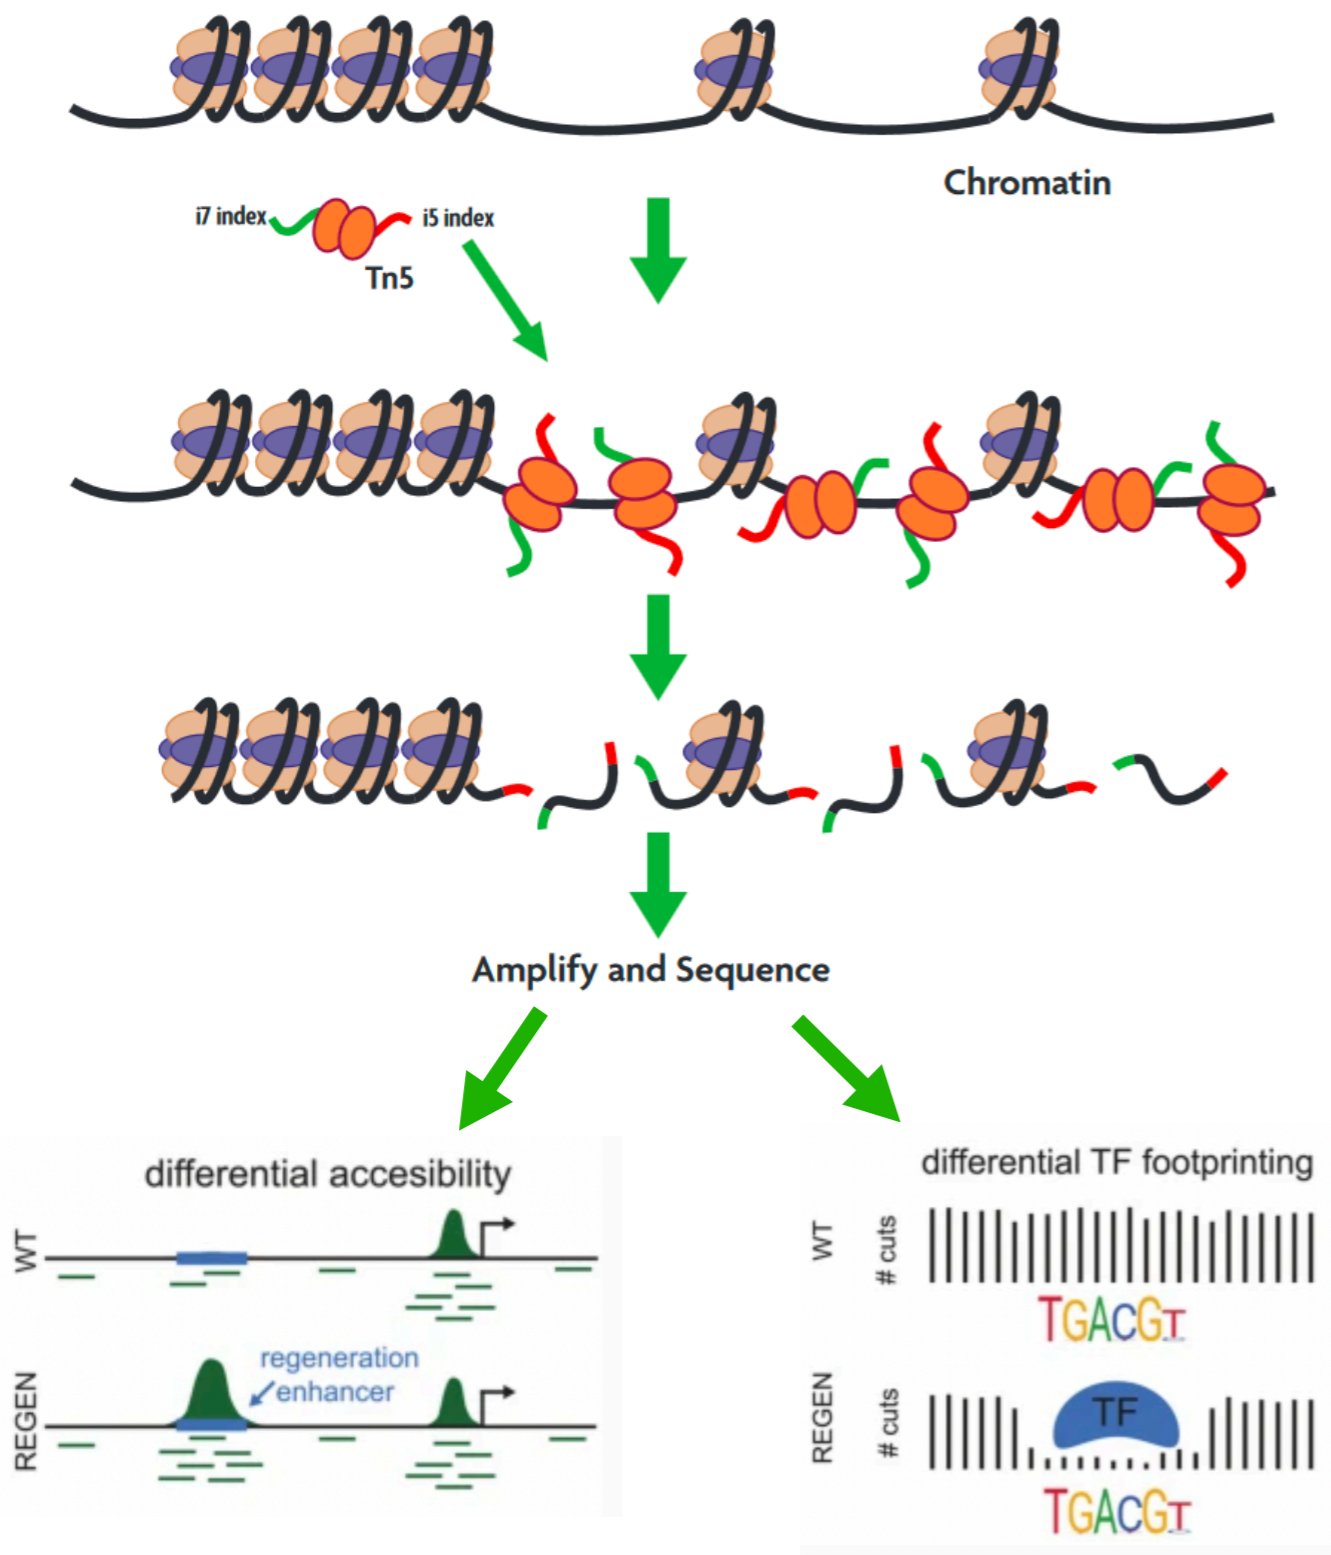 Chromatin
i7 index
i5 index
Tn5
Amplify and Sequence
differential accesibility
WT
REGEN
regeneration
enhancer
differential TF footprinting
WT
# cuts
TGACGT
REGEN
# cuts
TF
TGACGT